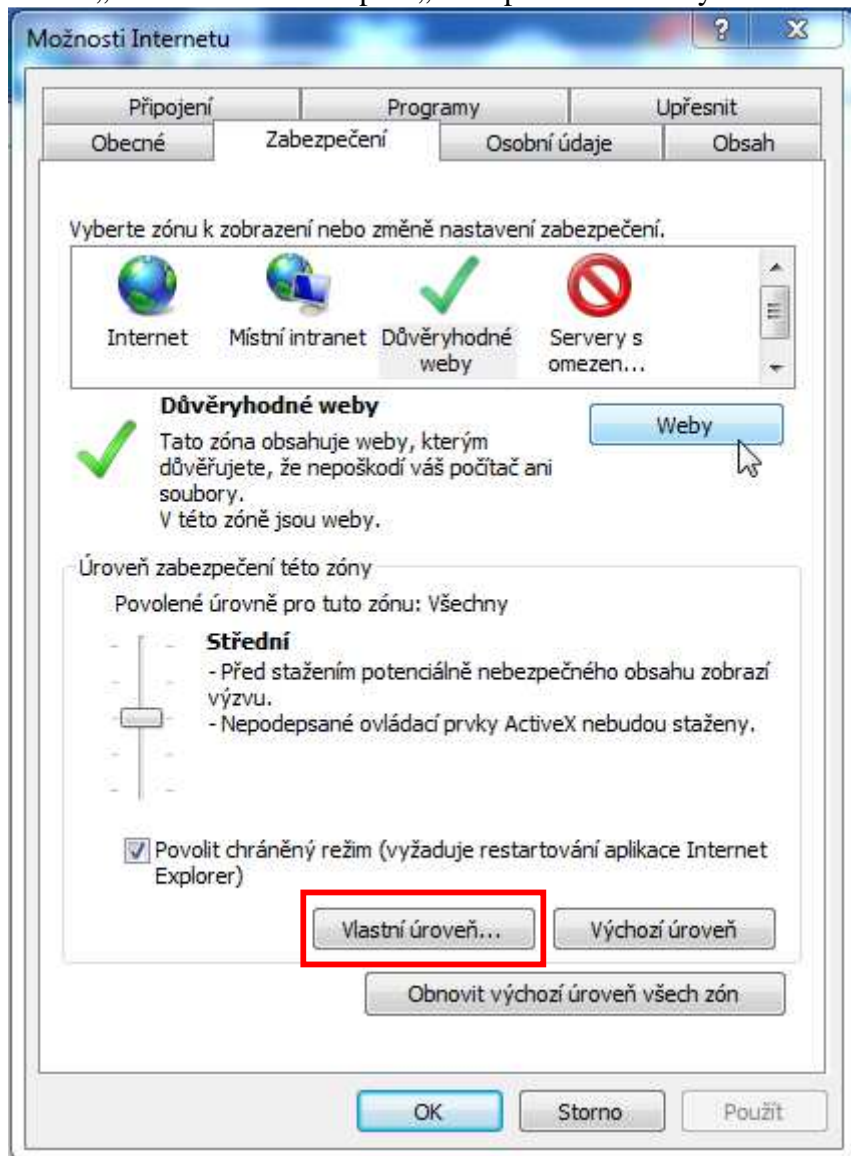 Možnosti Internetu
Připojení Programy Upřesnit
Obecné Zabezpečení Osobní údaje Obsah
Vyberte zónu k zobrazení nebo změně nastavení zabezpečení.
Internet Místní intranet Důvěryhodné weby Servery s omezen...
Důvěryhodné weby
Weby
Tato zóna obsahuje weby, kterým
důvěřujete, že nepoškodí váš počítač ani
soubory.
V této zóně jsou weby.
Úroveň zabezpečení této zóny
Povolené úrovně pro tuto zónu: Všechny
Střední
- Před stažením potenciálně nebezpečného obsahu zobrazí
výzvu.
- Nepodepsané ovládací prvky ActiveX nebudou staženy.
Povolit chráněný režim (vyžaduje restartování aplikace Internet
Explorer)
Vlastní úroveň... Výchozí úroveň
Obnovit výchozí úroveň všech zón
OK Storno Použít